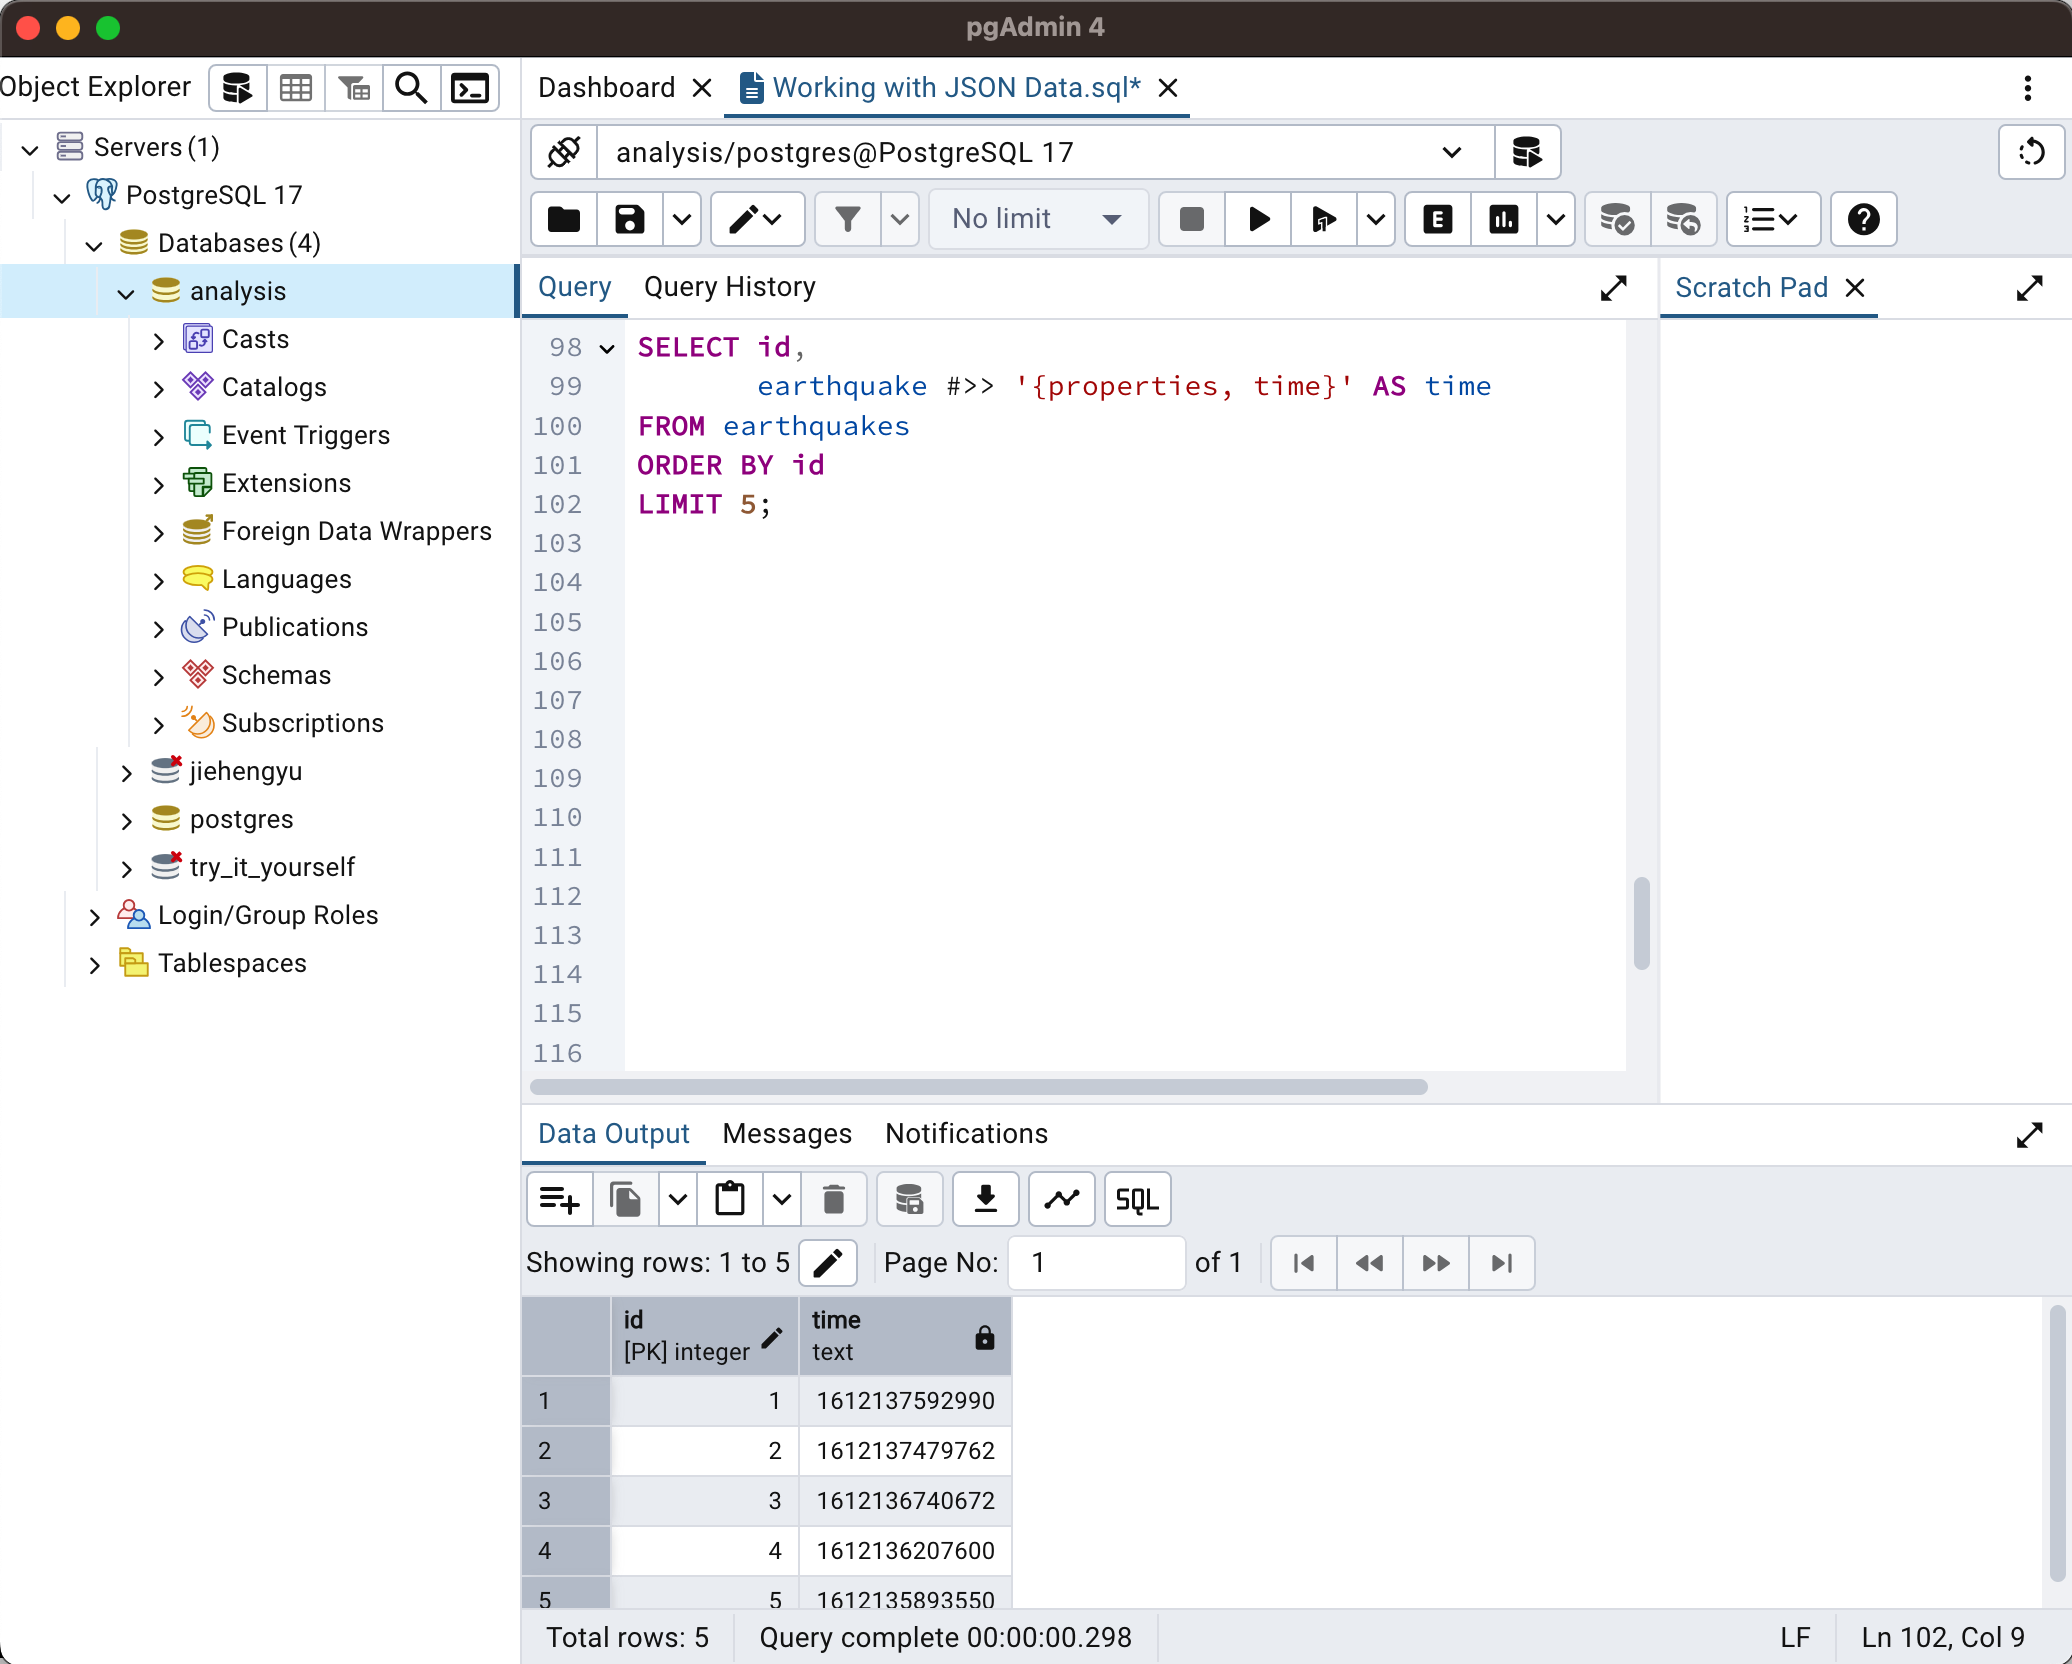 pgAdmin 4
Object Explorer
Dashboard
Working with JSON Data.sql*
Servers (1)
PostgreSQL 17
Databases (4)
analysis
Casts
Catalogs
Event Triggers
Extensions
Foreign Data Wrappers
Languages
Publications
Schemas
Subscriptions
jiehengyu
postgres
try_it_yourself
Login/Group Roles
Tablespaces
analysis/postgres@PostgreSQL 17
No limit
E
Query
Query History
Scratch Pad
98 SELECT id,
99 earthquake #>> '{properties, time}' AS time
100 FROM earthquakes
101 ORDER BY id
102 LIMIT 5;
103
104
105
106
107
108
109
110
111
112
113
114
115
116
Data Output
Messages
Notifications
SQL
Showing rows: 1 to 5
Page No: 1 of 1
id time
[PK] integer text
1 1 1612137592990
2 2 1612137479762
3 3 1612136740672
4 4 1612136207600
5 5 1612135893550
Total rows: 5
Query complete 00:00:00.298
LF
Ln 102, Col 9